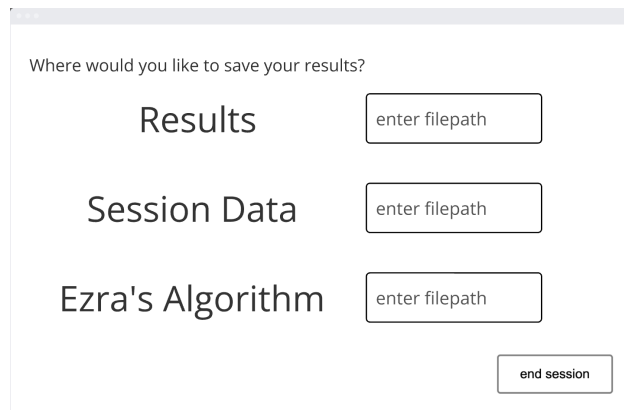 Where would you like to save your results?
Results
enter filepath
Session Data
enter filepath
Ezra's Algorithm
enter filepath
end session